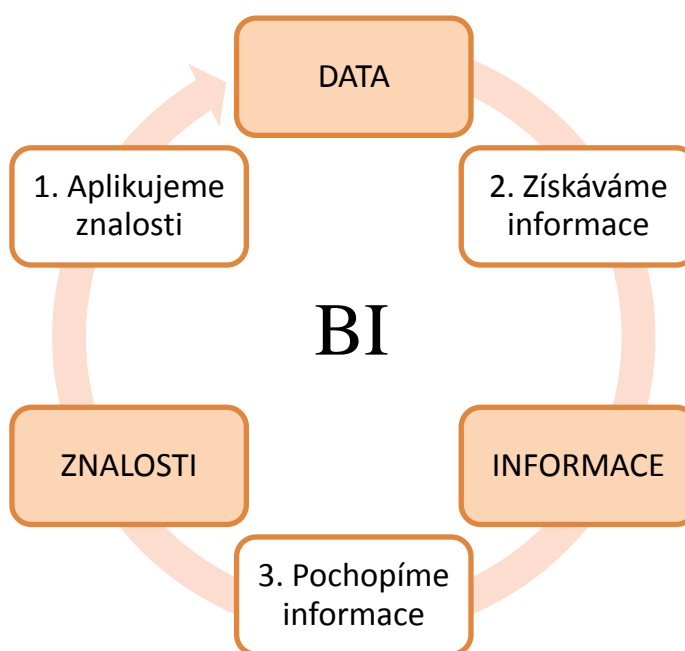 DATA
1. Aplikujeme
znalosti
2. Získáváme
informace
BI
ZNALOSTI
INFORMACE
3. Pochopíme
informace